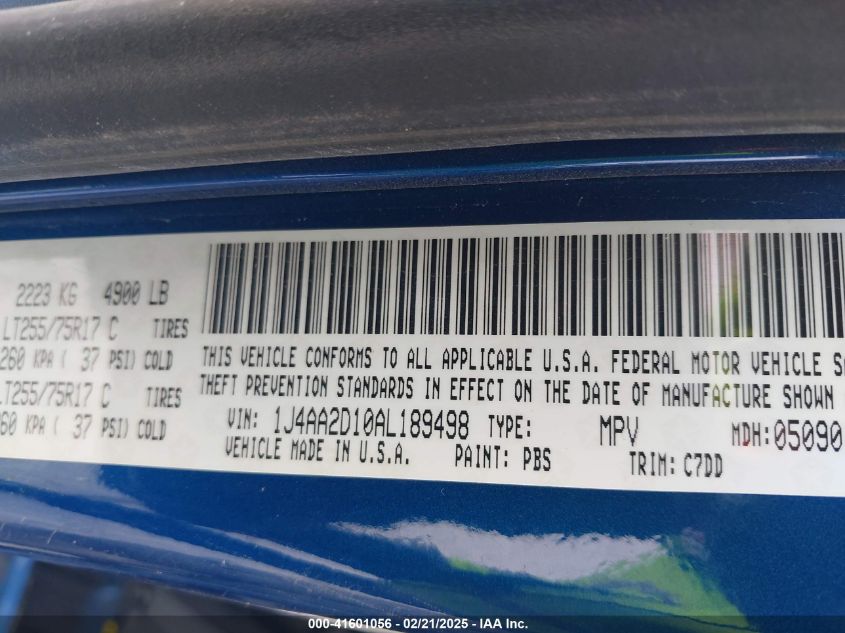 2223 KG 4900 LB
LT255/75R17 C TIRES
260 KPA ( 37 PSI) COLD
LT255/75R17 C TIRES
60 KPA ( 37 PSI) COLD
THIS VEHICLE CONFORMS TO ALL APPLICABLE U.S.A. FEDERAL MOTOR VEHICLE
THEFT PREVENTION STANDARDS IN EFFECT ON THE DATE OF MANUFACTURE SHOWN
VIN: 1J4AA2D10AL189498 TYPE: MPV MDH:05090
VEHICLE MADE IN U.S.A. PAINT: PBS TRIM: C7DD
000-41601056 - 02/21/2025 - IAA Inc.